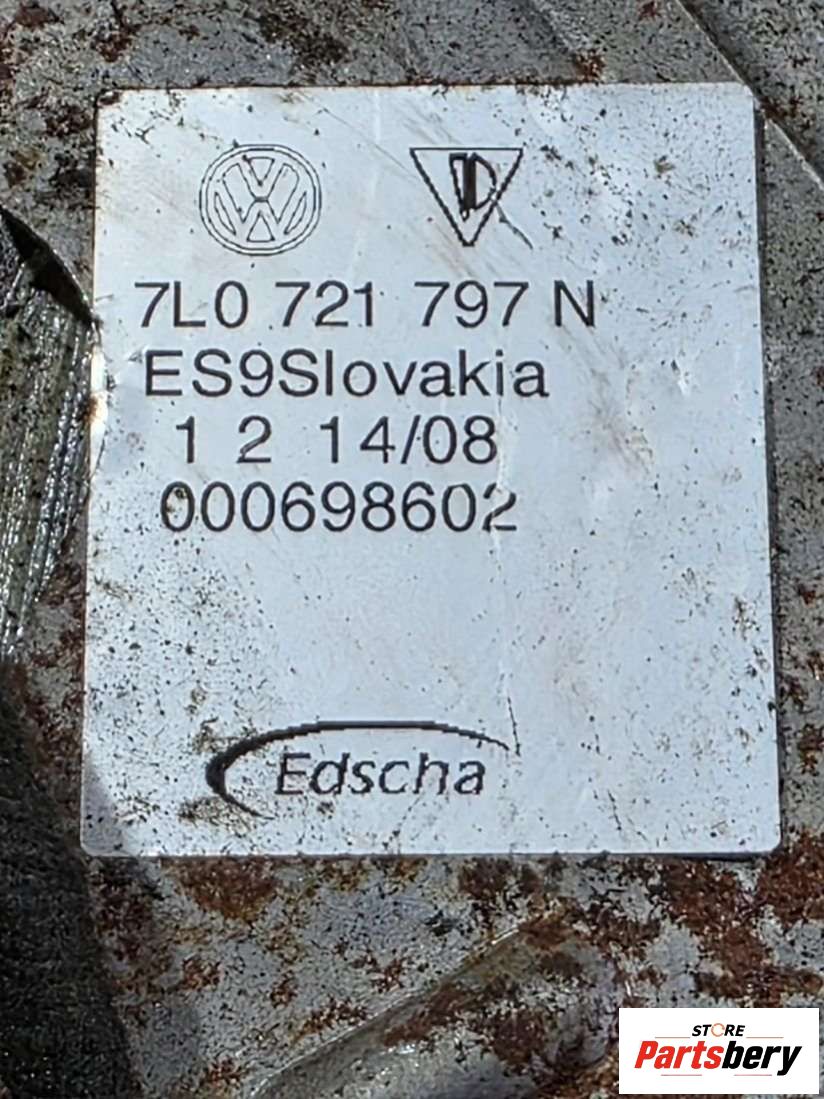 7L0 721 797 N
ES9Slovakia
1 2 14/08
000698602
Edscha
STORE
Partsbery